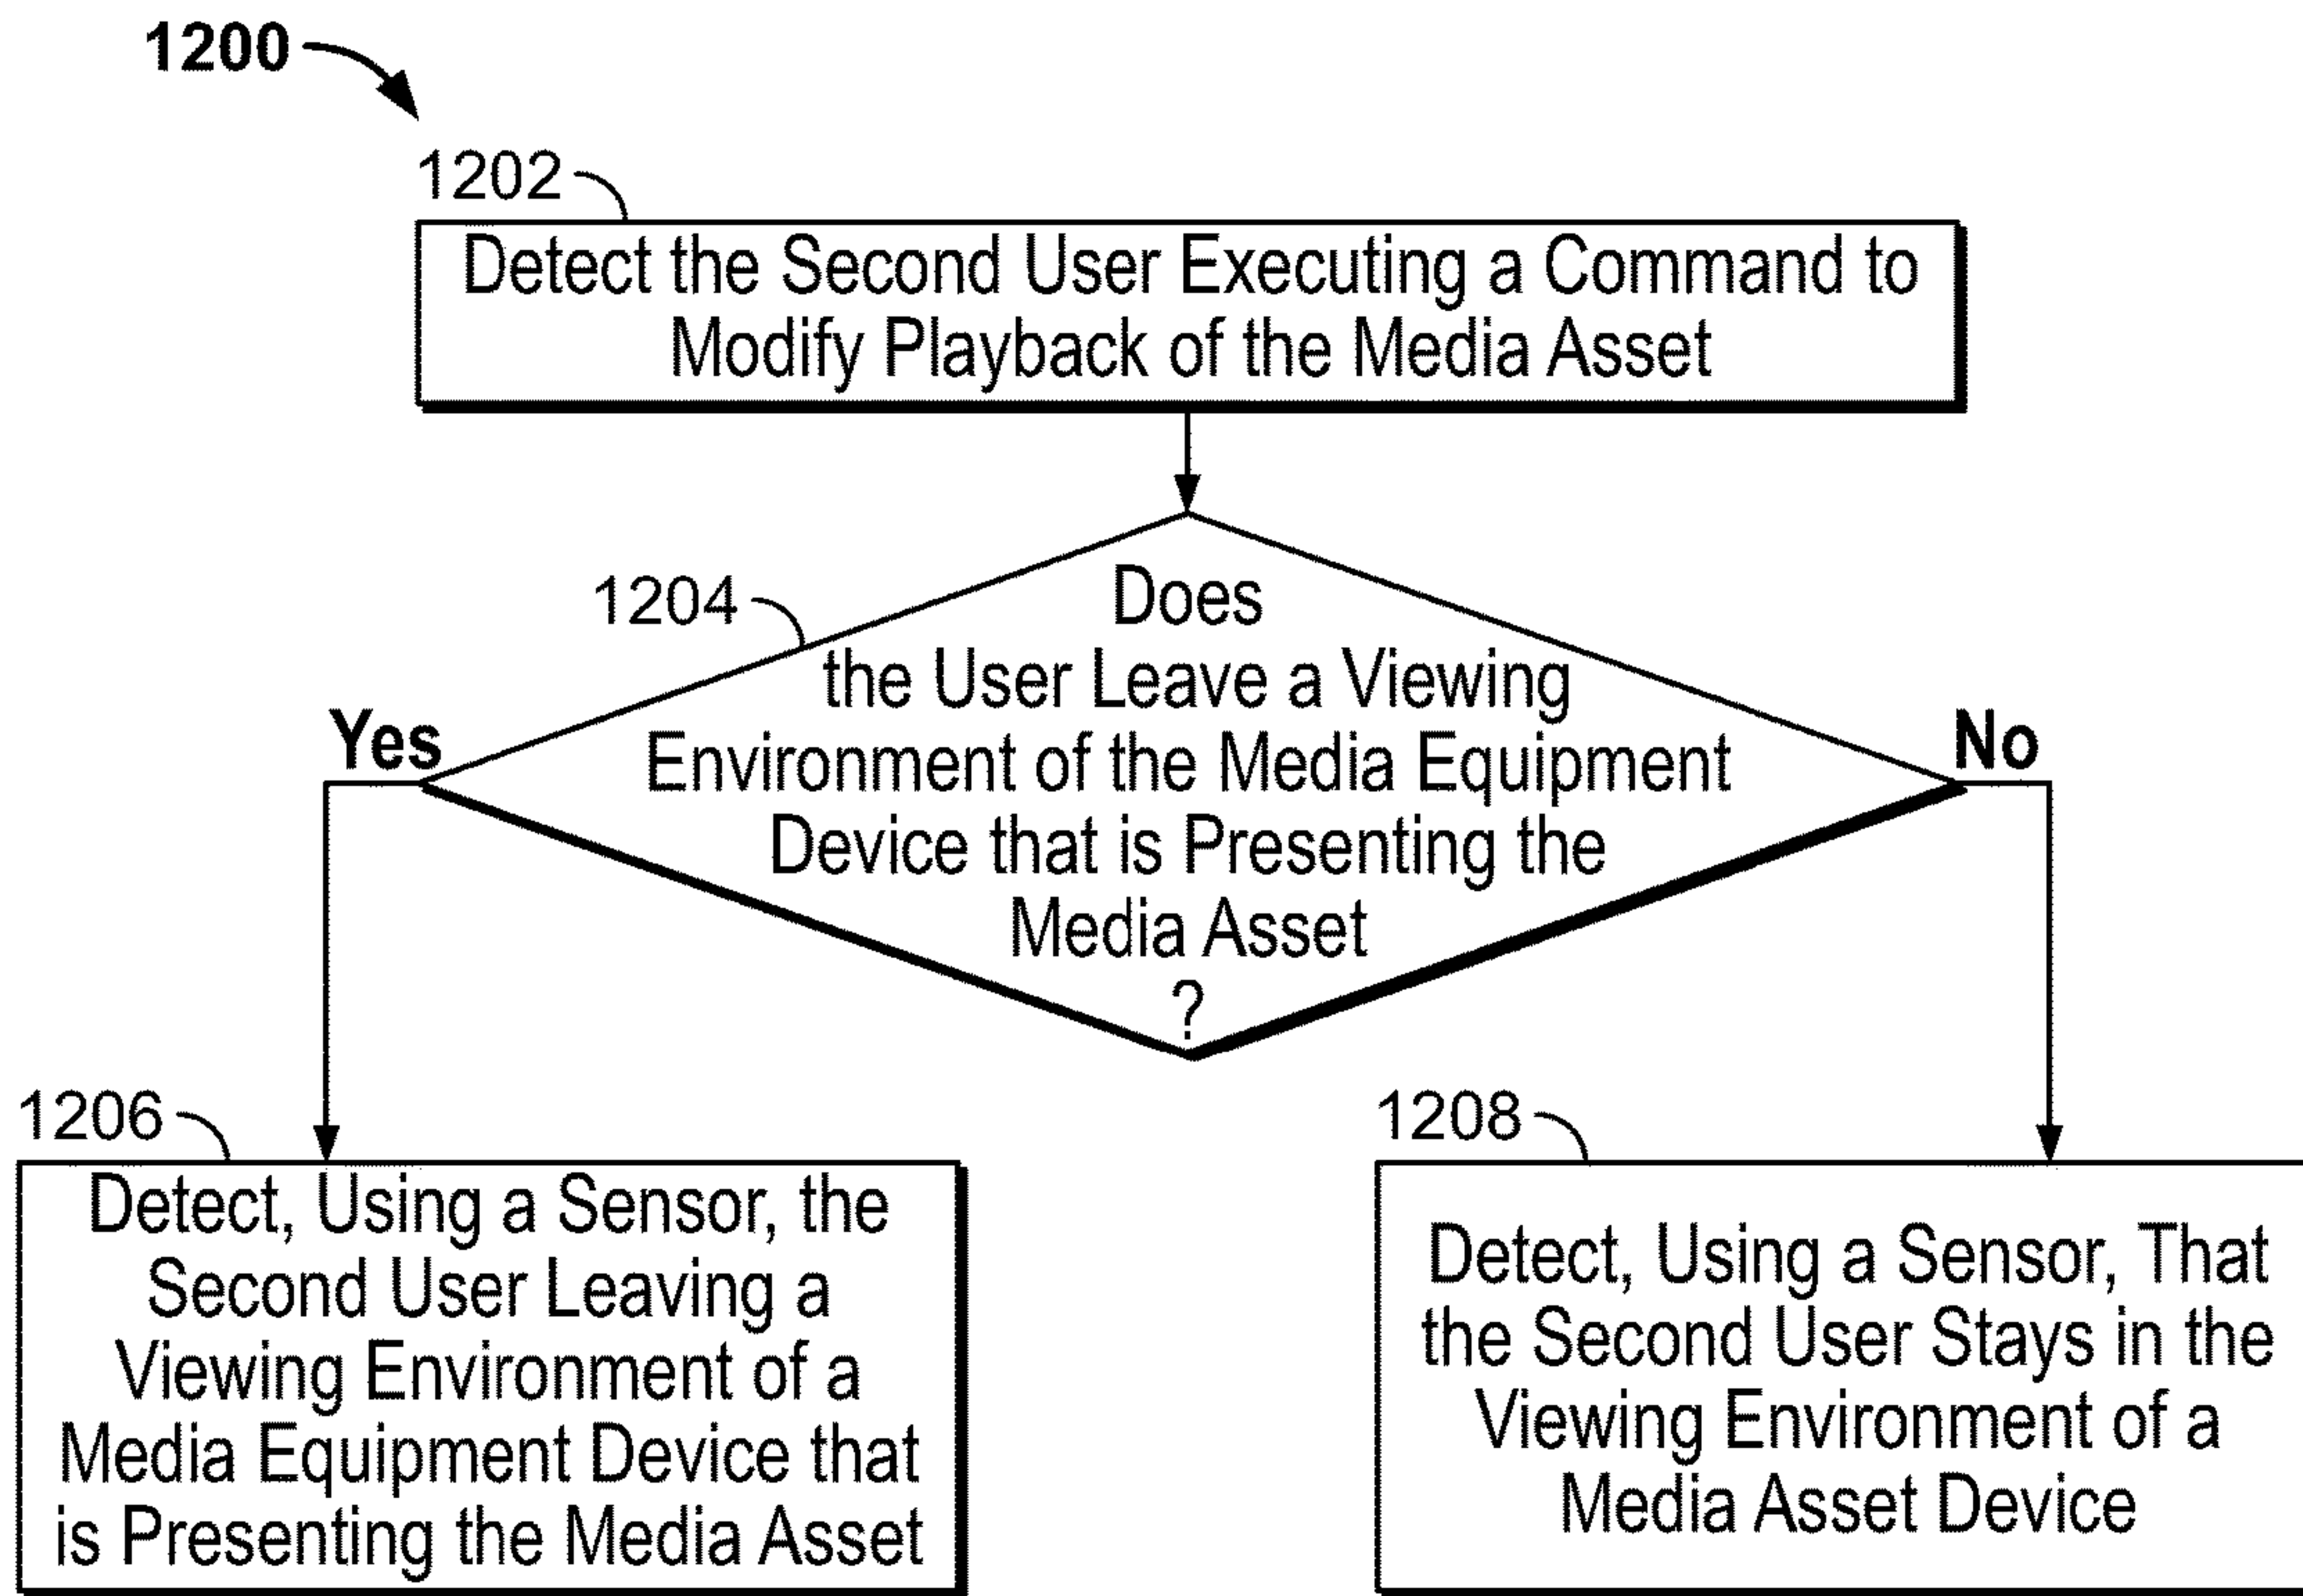 1200
1202
Detect the Second User Executing a Command to
Modify Playback of the Media Asset
1204
Does
the User Leave a Viewing
Environment of the Media Equipment
Device that is Presenting the
Media Asset
?
Yes
No
1206
Detect, Using a Sensor, the
Second User Leaving a
Viewing Environment of a
Media Equipment Device that
is Presenting the Media Asset
1208
Detect, Using a Sensor, That
the Second User Stays in the
Viewing Environment of a
Media Asset Device